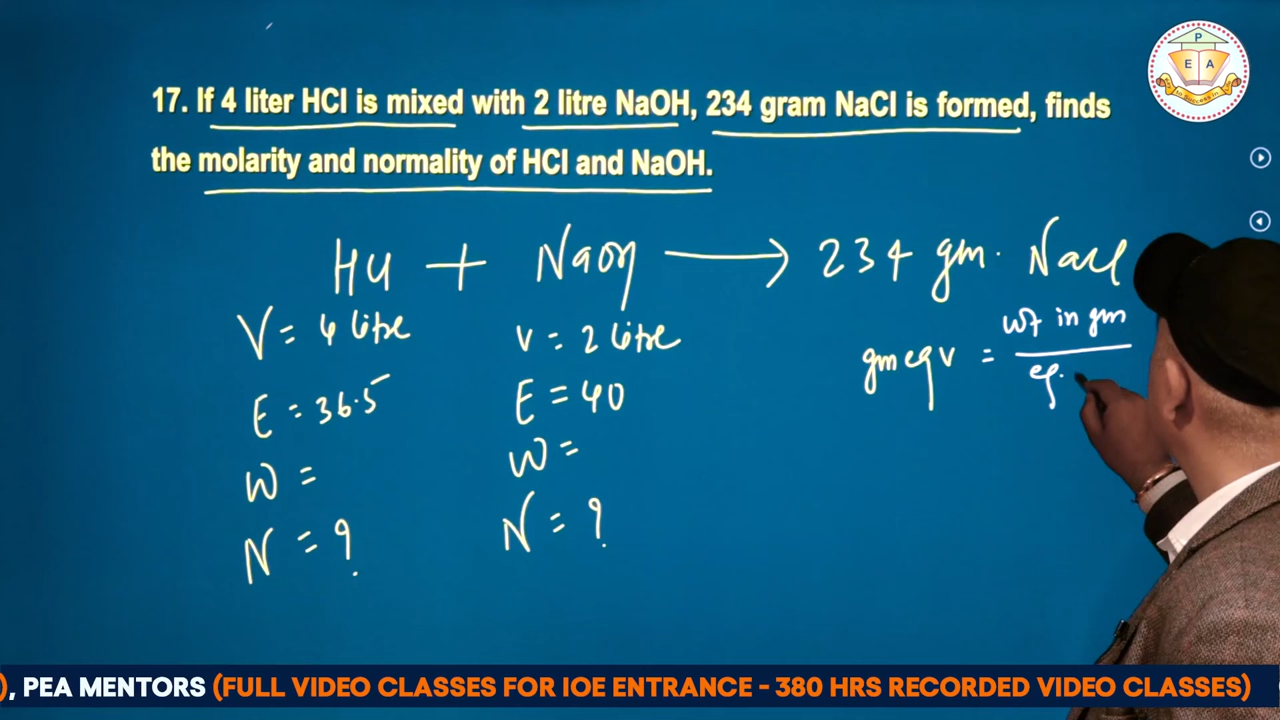 17. If 4 liter HCl is mixed with 2 litre NaOH, 234 gram NaCl is formed, finds
the molarity and normality of HCl and NaOH.
HCl + NaOH ⟶ 234 gm. NaCl
V = 4 litre
E = 36.5
W =
N = ?
V = 2 litre
E = 40
W =
N = ?
gm eqv = wt in gm
eq.
P
E A
), PEA MENTORS (FULL VIDEO CLASSES FOR IOE ENTRANCE - 380 HRS RECORDED VIDEO CLASSES)